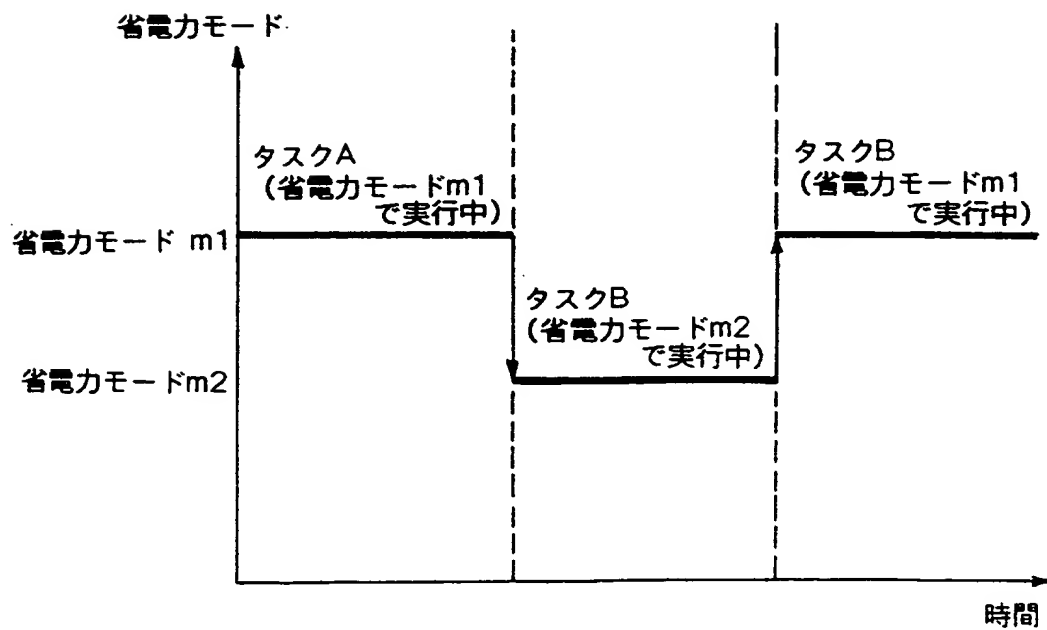 省電力モード
タスクA
(省電力モードm1
で実行中)
タスクB
(省電力モードm1
で実行中)
省電力モード m1
タスクB
(省電力モードm2
で実行中)
省電力モードm2
時間